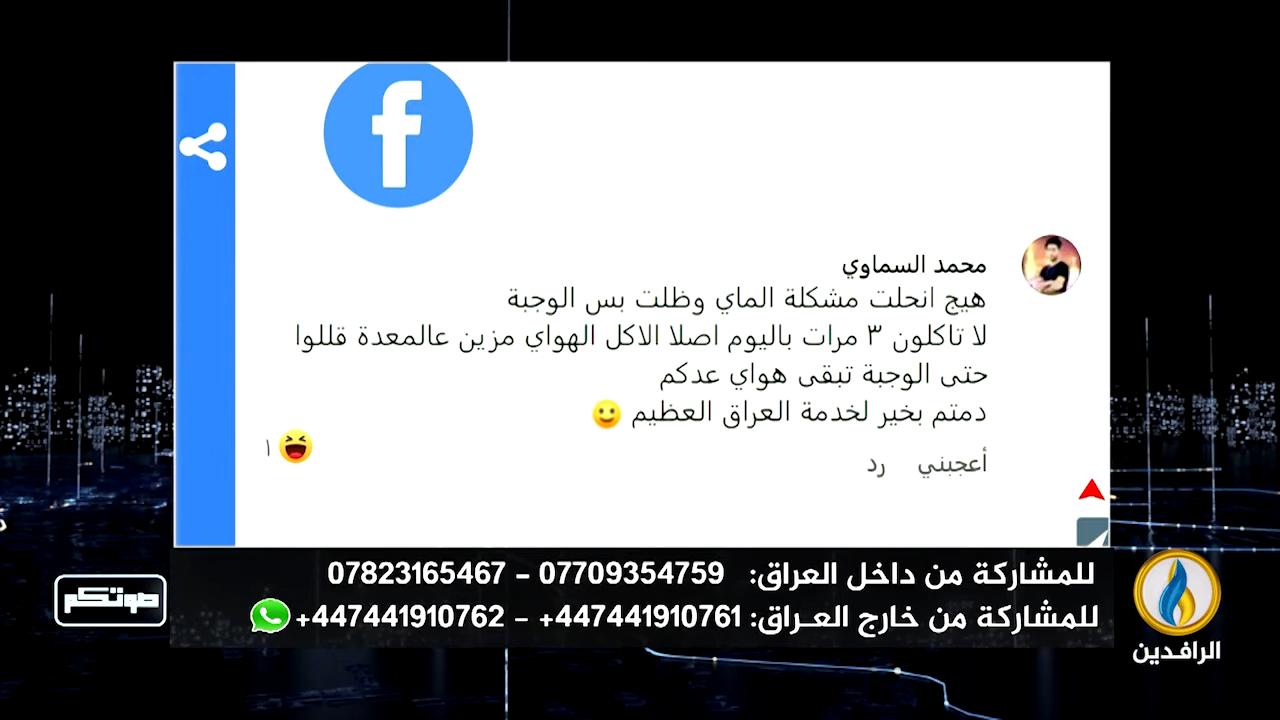 محمد السماوي
هيج انحلت مشكلة الماي وظلت بس الوجبة
لا تاكلون ٣ مرات باليوم اصلا الاكل الهواي مزين عالمعدة قللوا
حتى الوجبة تبقى هواي عدكم
دمتم بخير لخدمة العراق العظيم 🙂
أعجبني رد
١
للمشاركة من داخل العراق: 07709354759 - 07823165467
للمشاركة من خارج العـراق: 447441910761+ - 447441910762+
صوتكم
الرافدين